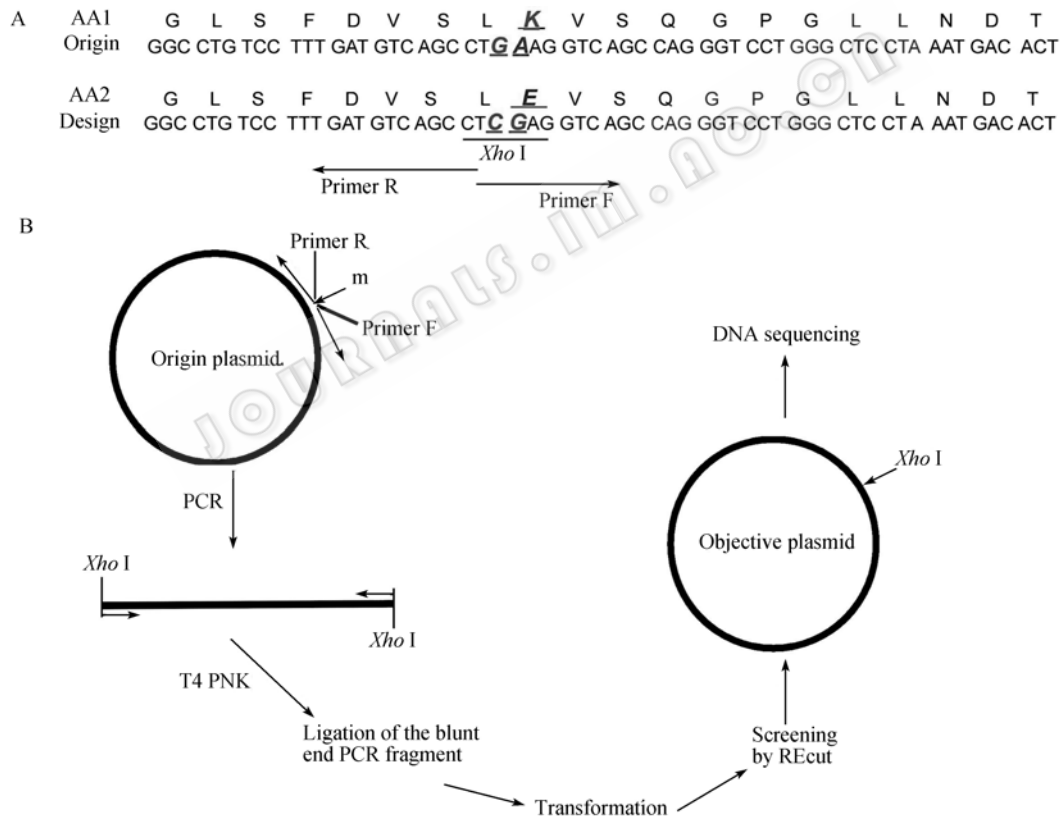 A
AA1 G L S F D V S L K V S Q G P G L L N D T
Origin GGC CTG TCC TTT GAT GTC AGC CTG AAG GTC AGC CAG GGT CCT GGG CTC CTA AAT GAC ACT
AA2 G L S F D V S L E V S Q G P G L L N D T
Design GGC CTG TCC TTT GAT GTC AGC CTC GAG GTC AGC CAG GGT CCT GGG CTC CTA AAT GAC ACT
Xho I
Primer R
Primer F
B
Primer R
m
Primer F
Origin plasmid
PCR
Xho I
Xho I
T4 PNK
Ligation of the blunt
end PCR fragment
Transformation
Screening
by REcut
Objective plasmid
Xho I
DNA sequencing
JOURNALS.IM.AC.CN